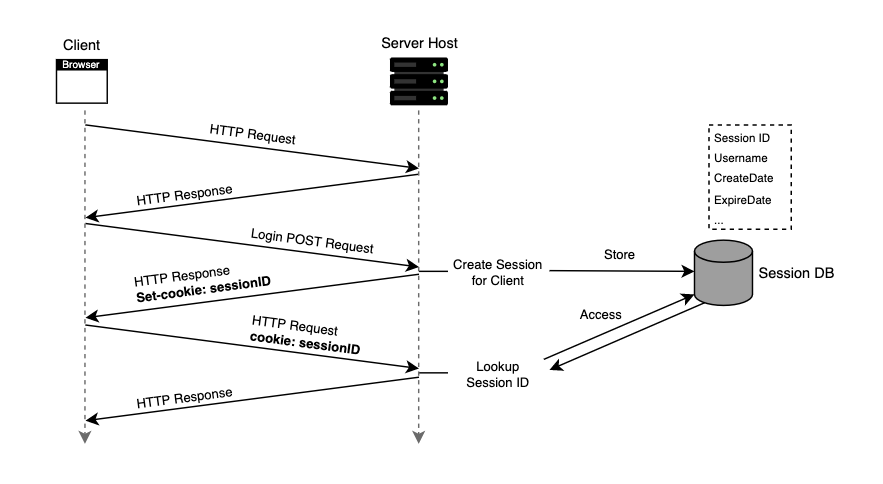 Client
Server Host
Browser
HTTP Request
Session ID
Username
CreateDate
ExpireDate
...
HTTP Response
Login POST Request
Create Session
for Client
Store
Session DB
HTTP Response
Set-cookie: sessionID
HTTP Request
cookie: sessionID
Access
Lookup
Session ID
HTTP Response